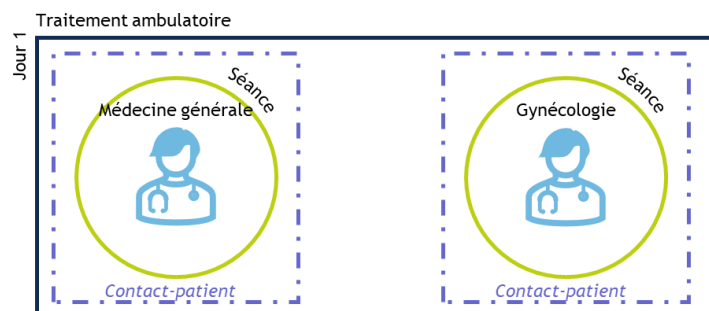 Traitement ambulatoire
Jour 1
Séance
Médecine générale
Contact-patient
Séance
Gynécologie
Contact-patient